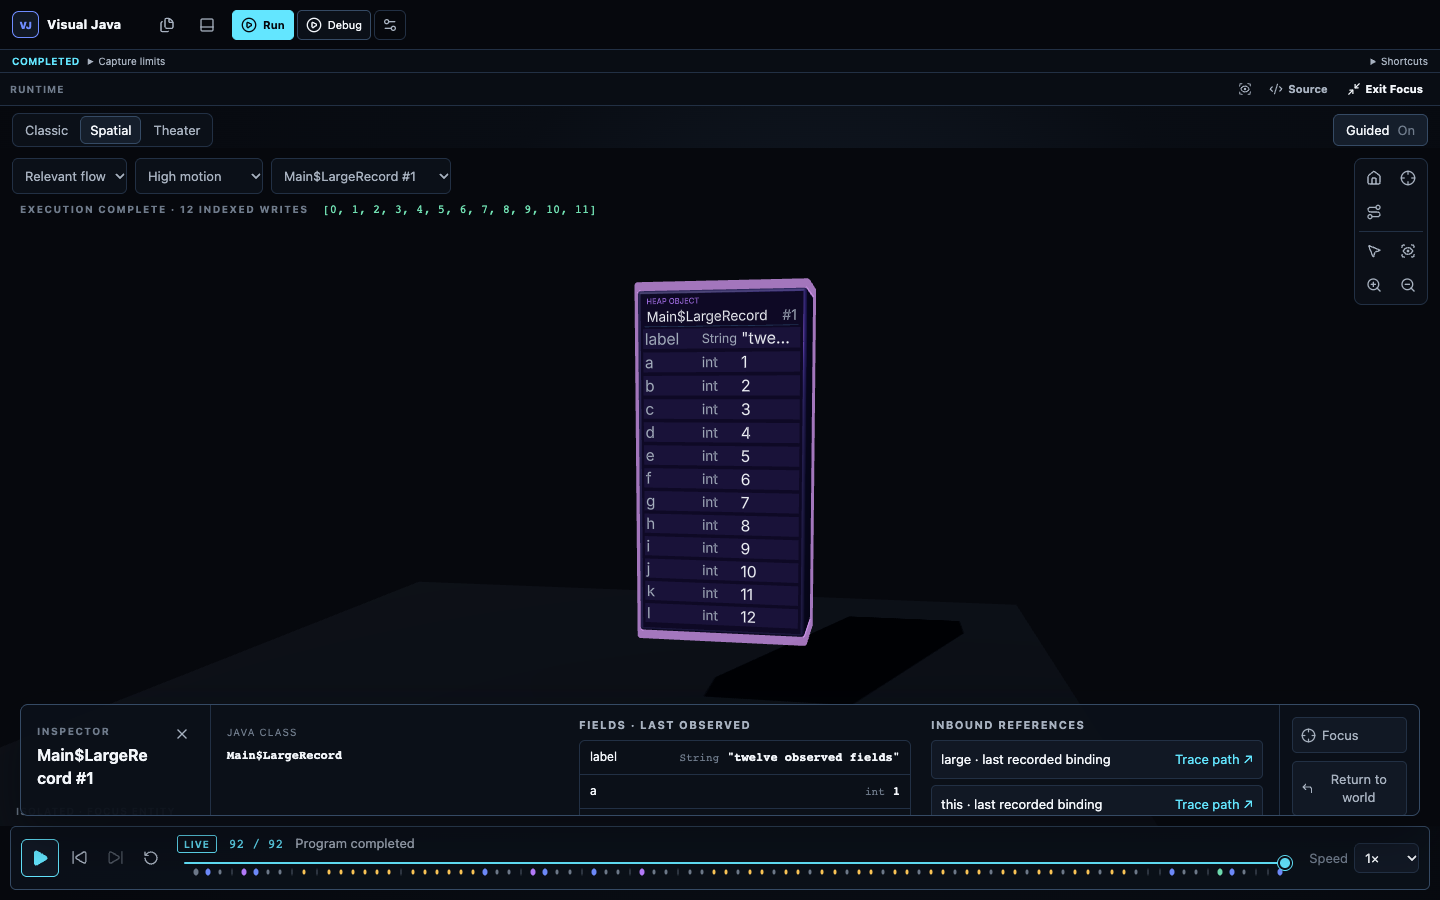 VJ Visual Java Run Debug
COMPLETED Capture limits Shortcuts
RUNTIME Source Exit Focus
Classic Spatial Theater Guided On
Relevant flow High motion Main$LargeRecord #1
EXECUTION COMPLETE · 12 INDEXED WRITES [0, 1, 2, 3, 4, 5, 6, 7, 8, 9, 10, 11]
HEAP OBJECT
Main$LargeRecord #1
label String "twe...
a int 1
b int 2
c int 3
d int 4
e int 5
f int 6
g int 7
h int 8
i int 9
j int 10
k int 11
l int 12
INSPECTOR
Main$LargeRe
cord #1
JAVA CLASS
Main$LargeRecord
FIELDS · LAST OBSERVED
label String "twelve observed fields"
a int 1
INBOUND REFERENCES
large · last recorded binding Trace path ↗
this · last recorded binding Trace path ↗
Focus
Return to
world
LIVE 92 / 92 Program completed
Speed 1×